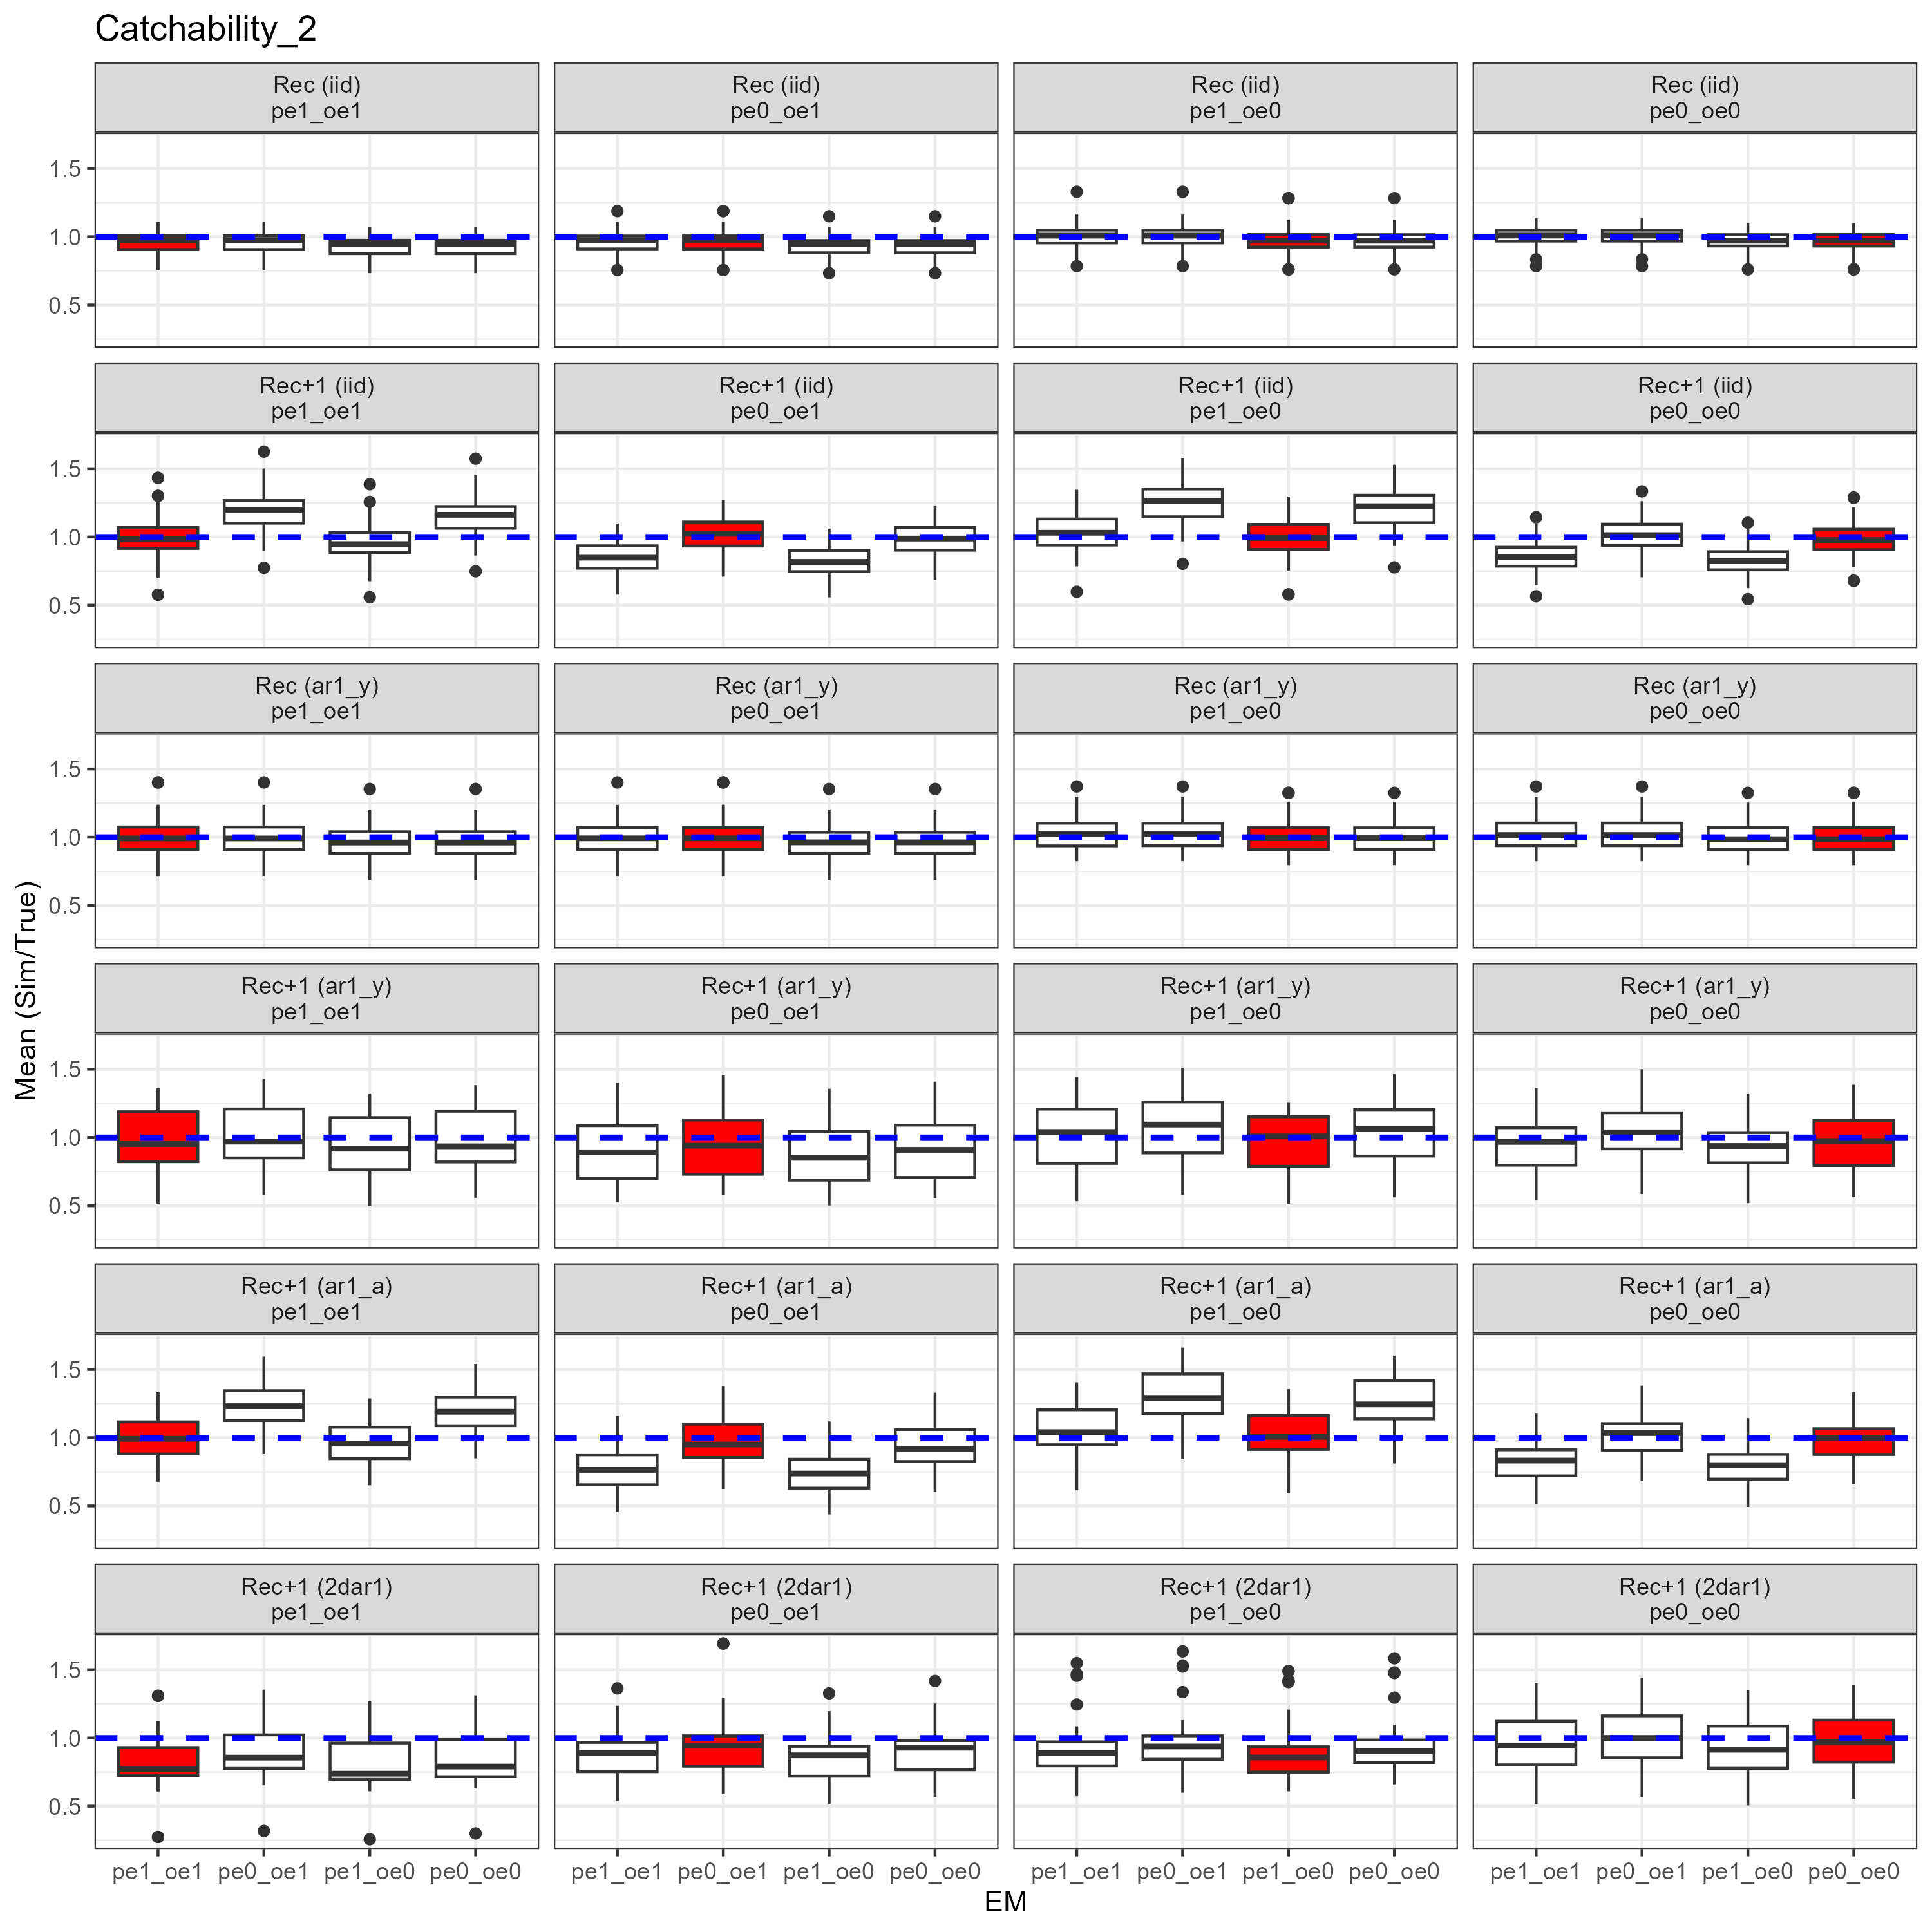 Catchability_2
Rec (iid)
pe1_oe1
Rec (iid)
pe0_oe1
Rec (iid)
pe1_oe0
Rec (iid)
pe0_oe0
1.5
1.0
0.5
Rec+1 (iid)
pe1_oe1
Rec+1 (iid)
pe0_oe1
Rec+1 (iid)
pe1_oe0
Rec+1 (iid)
pe0_oe0
1.5
1.0
0.5
Rec (ar1_y)
pe1_oe1
Rec (ar1_y)
pe0_oe1
Rec (ar1_y)
pe1_oe0
Rec (ar1_y)
pe0_oe0
1.5
1.0
0.5
Mean (Sim/True)
Rec+1 (ar1_y)
pe1_oe1
Rec+1 (ar1_y)
pe0_oe1
Rec+1 (ar1_y)
pe1_oe0
Rec+1 (ar1_y)
pe0_oe0
1.5
1.0
0.5
Rec+1 (ar1_a)
pe1_oe1
Rec+1 (ar1_a)
pe0_oe1
Rec+1 (ar1_a)
pe1_oe0
Rec+1 (ar1_a)
pe0_oe0
1.5
1.0
0.5
Rec+1 (2dar1)
pe1_oe1
Rec+1 (2dar1)
pe0_oe1
Rec+1 (2dar1)
pe1_oe0
Rec+1 (2dar1)
pe0_oe0
1.5
1.0
0.5
pe1_oe1 pe0_oe1 pe1_oe0 pe0_oe0
pe1_oe1 pe0_oe1 pe1_oe0 pe0_oe0
pe1_oe1 pe0_oe1 pe1_oe0 pe0_oe0
pe1_oe1 pe0_oe1 pe1_oe0 pe0_oe0
EM